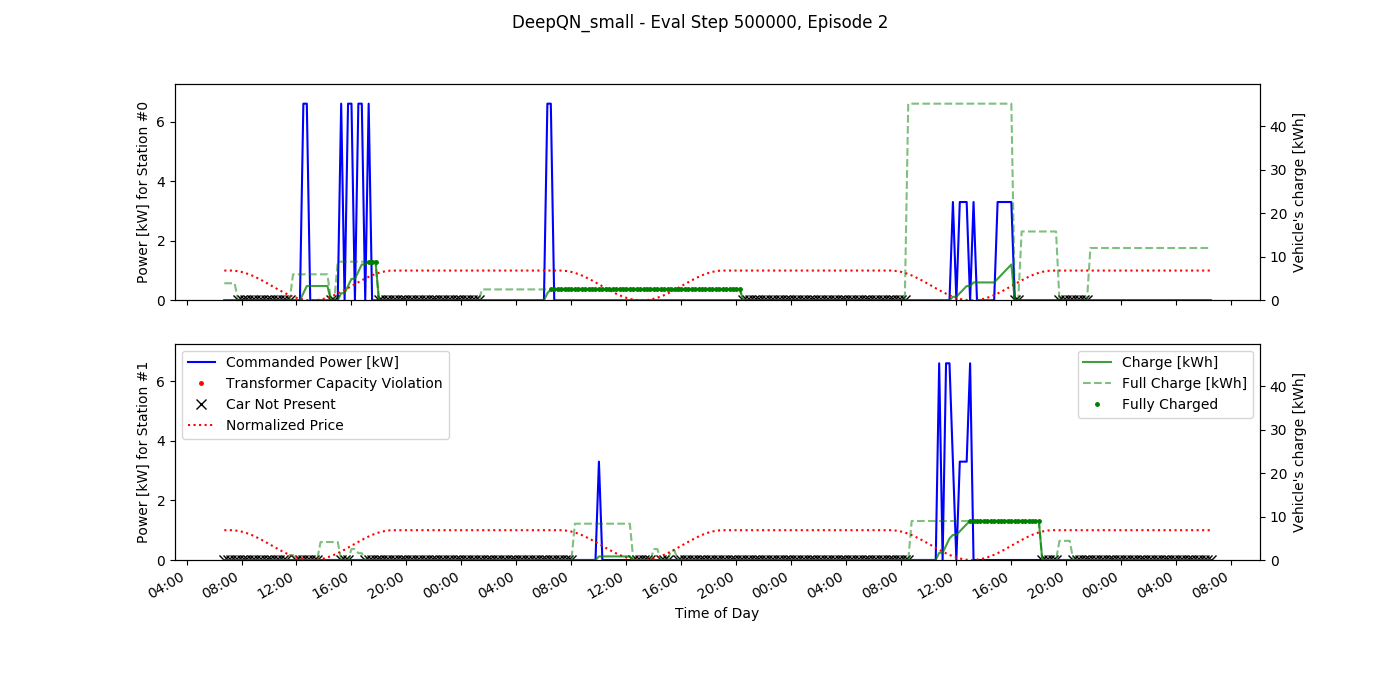 DeepQN_small - Eval Step 500000, Episode 2
Power [kW] for Station #0
6
4
2
0
40
30
20
10
0
Vehicle's charge [kWh]
Power [kW] for Station #1
6
4
2
0
Commanded Power [kW]
Transformer Capacity Violation
Car Not Present
Normalized Price
Charge [kWh]
Full Charge [kWh]
Fully Charged
40
30
20
10
0
Vehicle's charge [kWh]
04:00 08:00 12:00 16:00 20:00 00:00 04:00 08:00 12:00 16:00 20:00 00:00 04:00 08:00 12:00 16:00 20:00 00:00 04:00 08:00
Time of Day